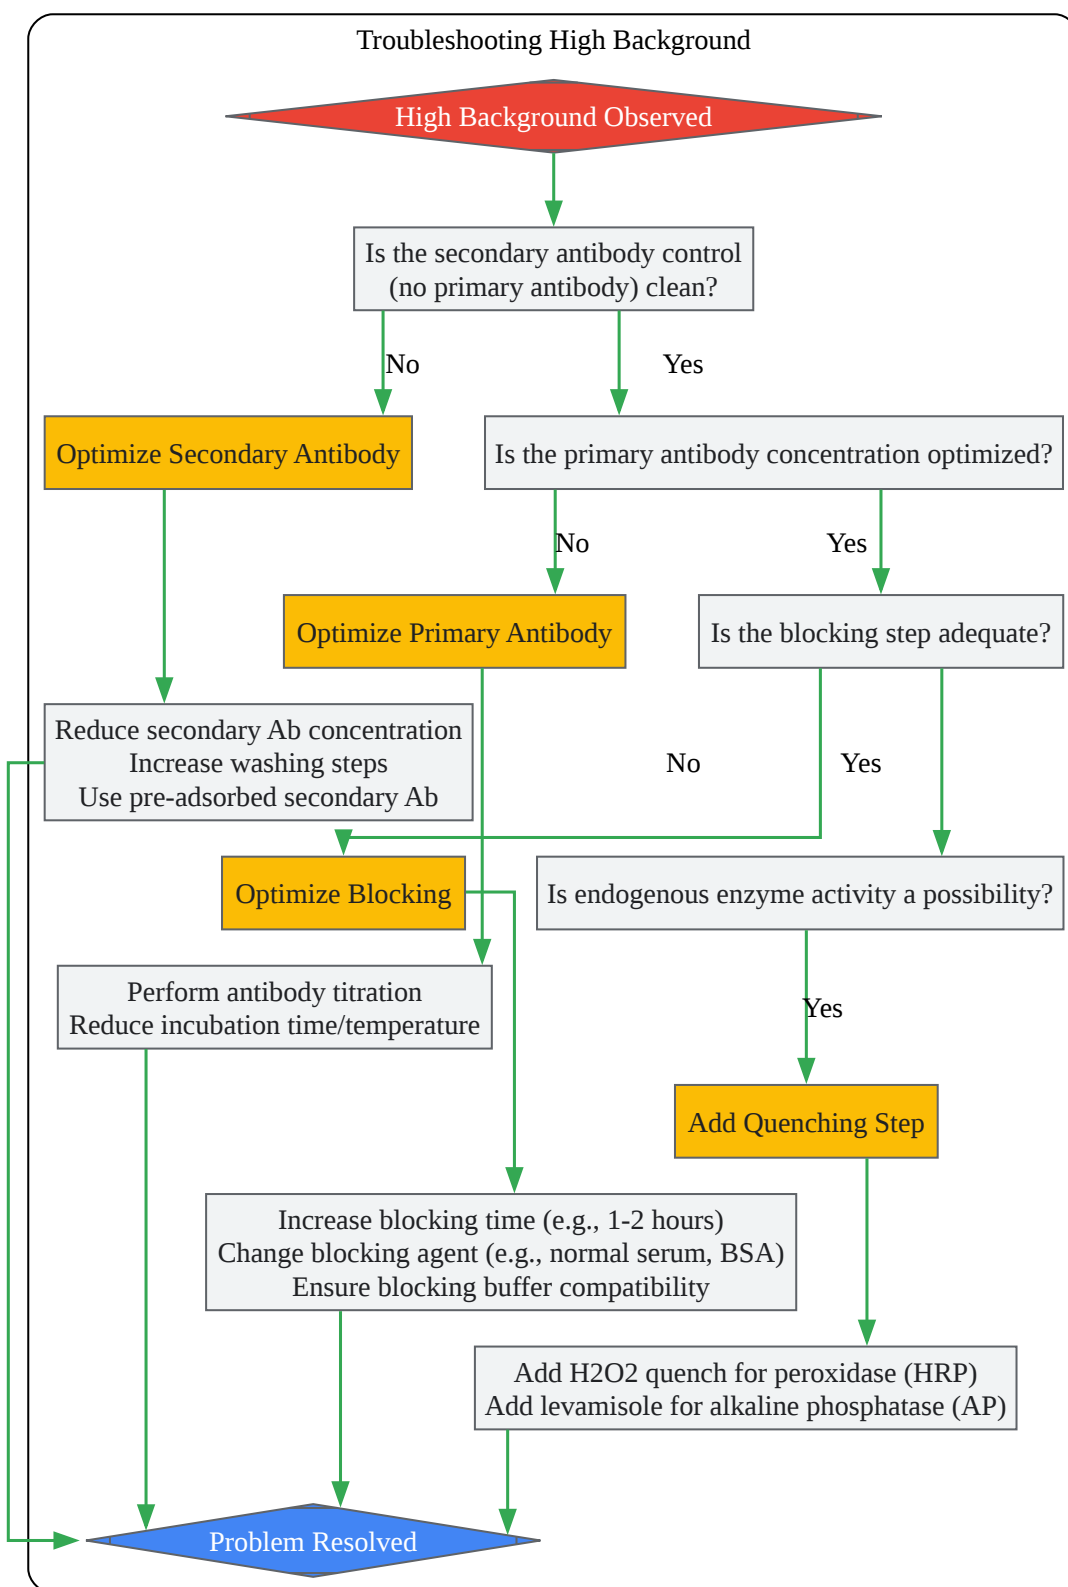 Troubleshooting High Background
High Background Observed
Is the secondary antibody control
(no primary antibody) clean?
No
Yes
Optimize Secondary Antibody
Is the primary antibody concentration optimized?
No
Yes
Optimize Primary Antibody
Is the blocking step adequate?
Reduce secondary Ab concentration
Increase washing steps
Use pre-adsorbed secondary Ab
No
Yes
Optimize Blocking
Is endogenous enzyme activity a possibility?
Perform antibody titration
Reduce incubation time/temperature
Yes
Add Quenching Step
Increase blocking time (e.g., 1-2 hours)
Change blocking agent (e.g., normal serum, BSA)
Ensure blocking buffer compatibility
Add H2O2 quench for peroxidase (HRP)
Add levamisole for alkaline phosphatase (AP)
Problem Resolved